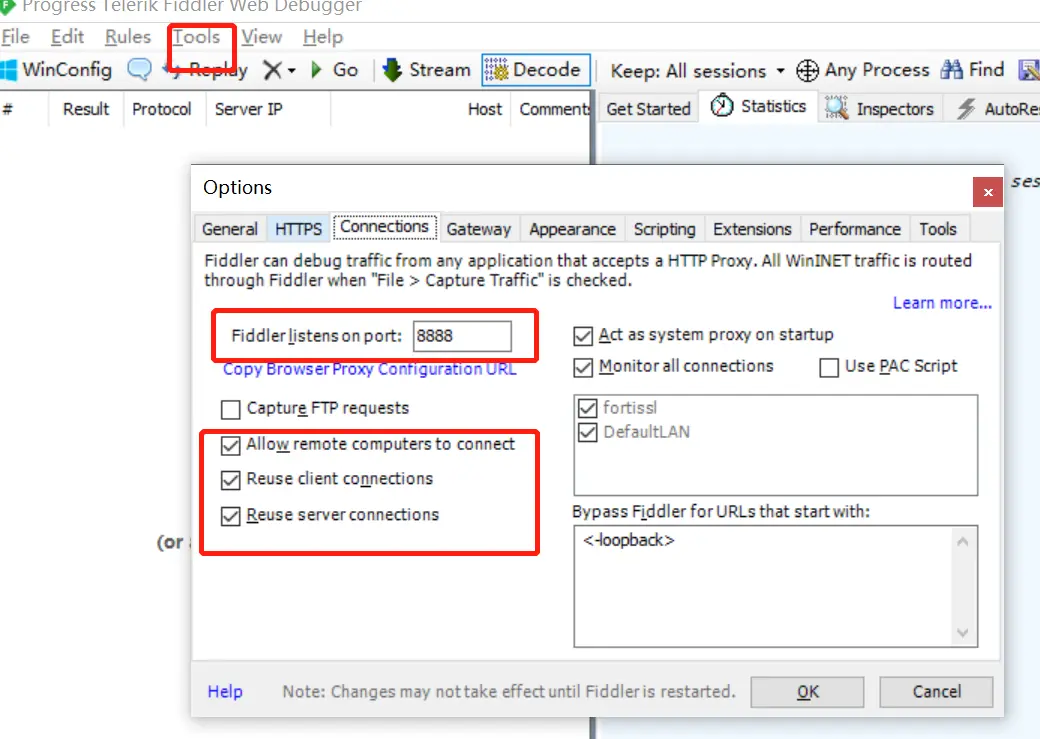 Progress Telerik Fiddler Web Debugger
File Edit Rules Tools View Help
WinConfig Replay Go Stream Decode Keep: All sessions Any Process Find
# Result Protocol Server IP Host Comments Get Started Statistics Inspectors AutoRes
ses
Options
General HTTPS Connections Gateway Appearance Scripting Extensions Performance Tools
Fiddler can debug traffic from any application that accepts a HTTP Proxy. All WinINET traffic is routed
through Fiddler when "File > Capture Traffic" is checked.
Learn more...
Fiddler listens on port: 8888
Copy Browser Proxy Configuration URL
Capture FTP requests
Allow remote computers to connect
Reuse client connections
Reuse server connections
Act as system proxy on startup
Monitor all connections Use PAC Script
fortissl
DefaultLAN
Bypass Fiddler for URLs that start with:
<-loopback>
(or
Help Note: Changes may not take effect until Fiddler is restarted. OK Cancel